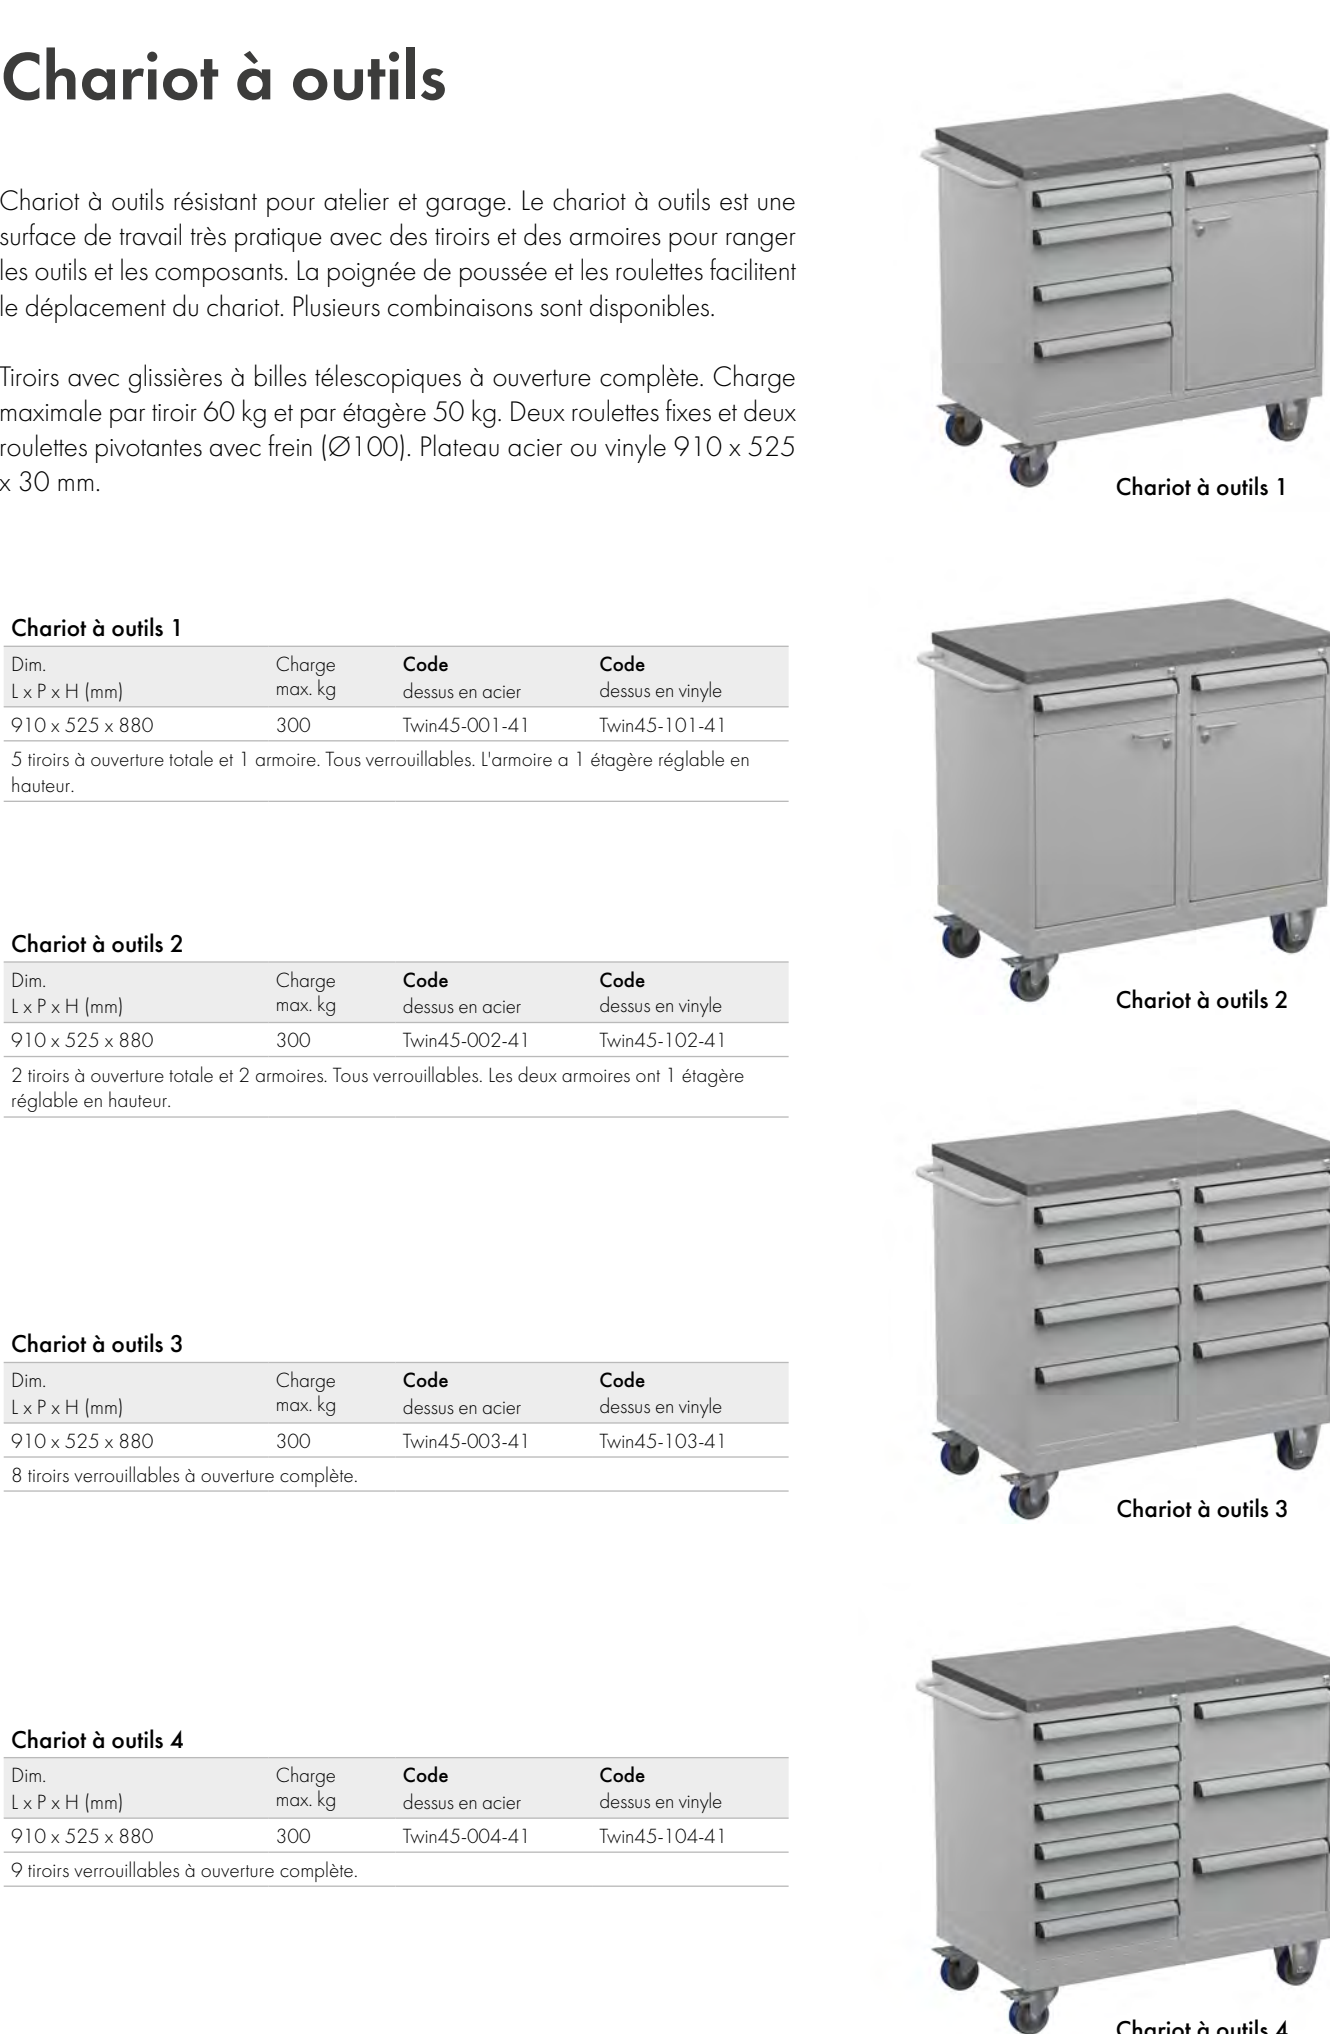 Chariot à outils
Chariot à outils résistant pour atelier et garage. Le chariot à outils est une
surface de travail très pratique avec des tiroirs et des armoires pour ranger
les outils et les composants. La poignée de poussée et les roulettes facilitent
le déplacement du chariot. Plusieurs combinaisons sont disponibles.
Tiroirs avec glissières à billes télescopiques à ouverture complète. Charge
maximale par tiroir 60 kg et par étagère 50 kg. Deux roulettes fixes et deux
roulettes pivotantes avec frein (Ø100). Plateau acier ou vinyle 910 x 525
x 30 mm.
Chariot à outils 1
Chariot à outils 1
Dim. Charge Code Code
L x P x H (mm) max. kg dessus en acier dessus en vinyle
910 x 525 x 880 300 Twin45-001-41 Twin45-101-41
5 tiroirs à ouverture totale et 1 armoire. Tous verrouillables. L'armoire a 1 étagère réglable en
hauteur.
Chariot à outils 2
Dim. Charge Code Code
L x P x H (mm) max. kg dessus en acier dessus en vinyle
910 x 525 x 880 300 Twin45-002-41 Twin45-102-41
2 tiroirs à ouverture totale et 2 armoires. Tous verrouillables. Les deux armoires ont 1 étagère
réglable en hauteur.
Chariot à outils 2
Chariot à outils 3
Dim. Charge Code Code
L x P x H (mm) max. kg dessus en acier dessus en vinyle
910 x 525 x 880 300 Twin45-003-41 Twin45-103-41
8 tiroirs verrouillables à ouverture complète.
Chariot à outils 3
Chariot à outils 4
Dim. Charge Code Code
L x P x H (mm) max. kg dessus en acier dessus en vinyle
910 x 525 x 880 300 Twin45-004-41 Twin45-104-41
9 tiroirs verrouillables à ouverture complète.
Chariot à outils 4